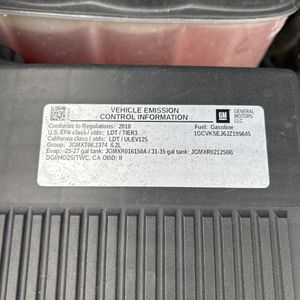 VEHICLE EMISSION
CONTROL INFORMATION
GM
GENERAL
MOTORS
LLC
Conforms to Regulations: 2018
Fuel: Gasoline
U.S. EPA class / stds: LDT / TIER3
1GCVKSEJ6JZ195645
California class / stds: LDT / ULEV125
Group: JGMXT06.2374 6.2L
Evap: -25-27 gal tank: JGMXR016150A / 31-35 gal tank: JGMXR021250B
DGI/HO2S/TWC, CA OBD; II